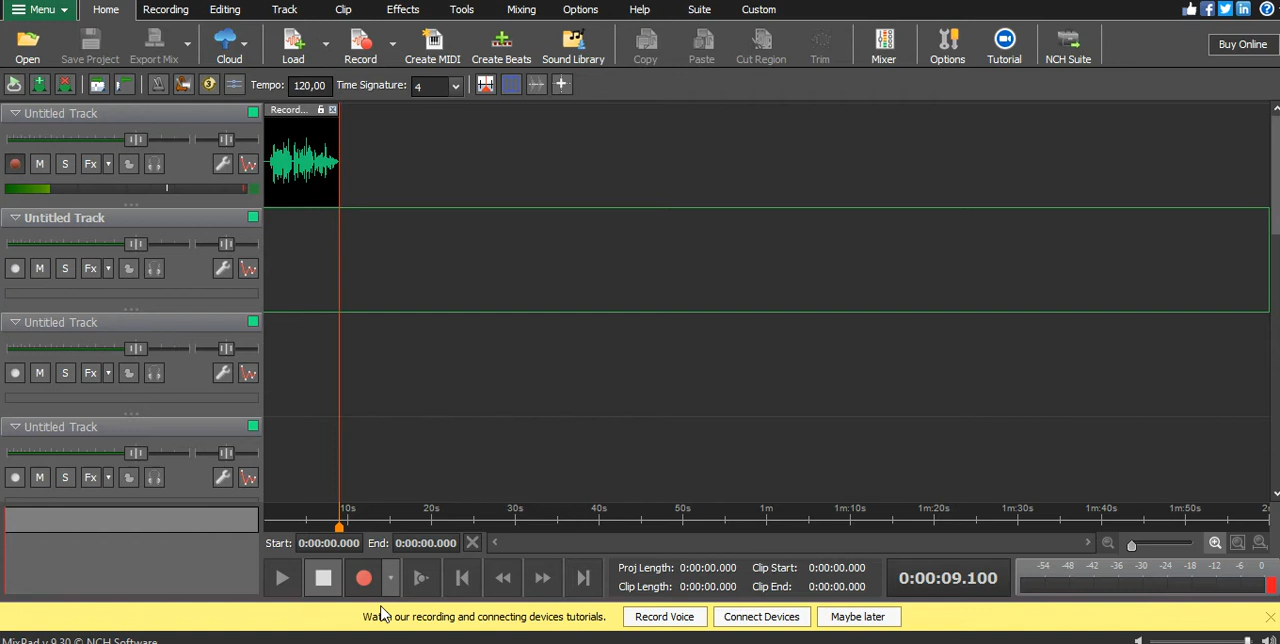 Menu Home Recording Editing Track Clip Effects Tools Mixing Options Help Suite Custom
Open Save Project Export Mix Cloud Load Record Create MIDI Create Beats Sound Library Copy Paste Cut Region Trim Mixer Options Tutorial NCH Suite Buy Online
Tempo: 120,00 Time Signature: 4
Untitled Track Record...
M S Fx
Untitled Track
M S Fx
Untitled Track
M S Fx
Untitled Track
M S Fx
10s 20s 30s 40s 50s 1m 1m:10s 1m:20s 1m:30s 1m:40s 1m:50s
Start: 0:00:00.000 End: 0:00:00.000
Proj Length: 0:00:00.000 Clip Start: 0:00:00.000
Clip Length: 0:00:00.000 Clip End: 0:00:00.000
0:00:09.100
-54 -48 -42 -36 -30 -24 -18 -12 -6 0
our recording and connecting devices tutorials. Record Voice Connect Devices Maybe later
MixPad v 9.30 © NCH Software